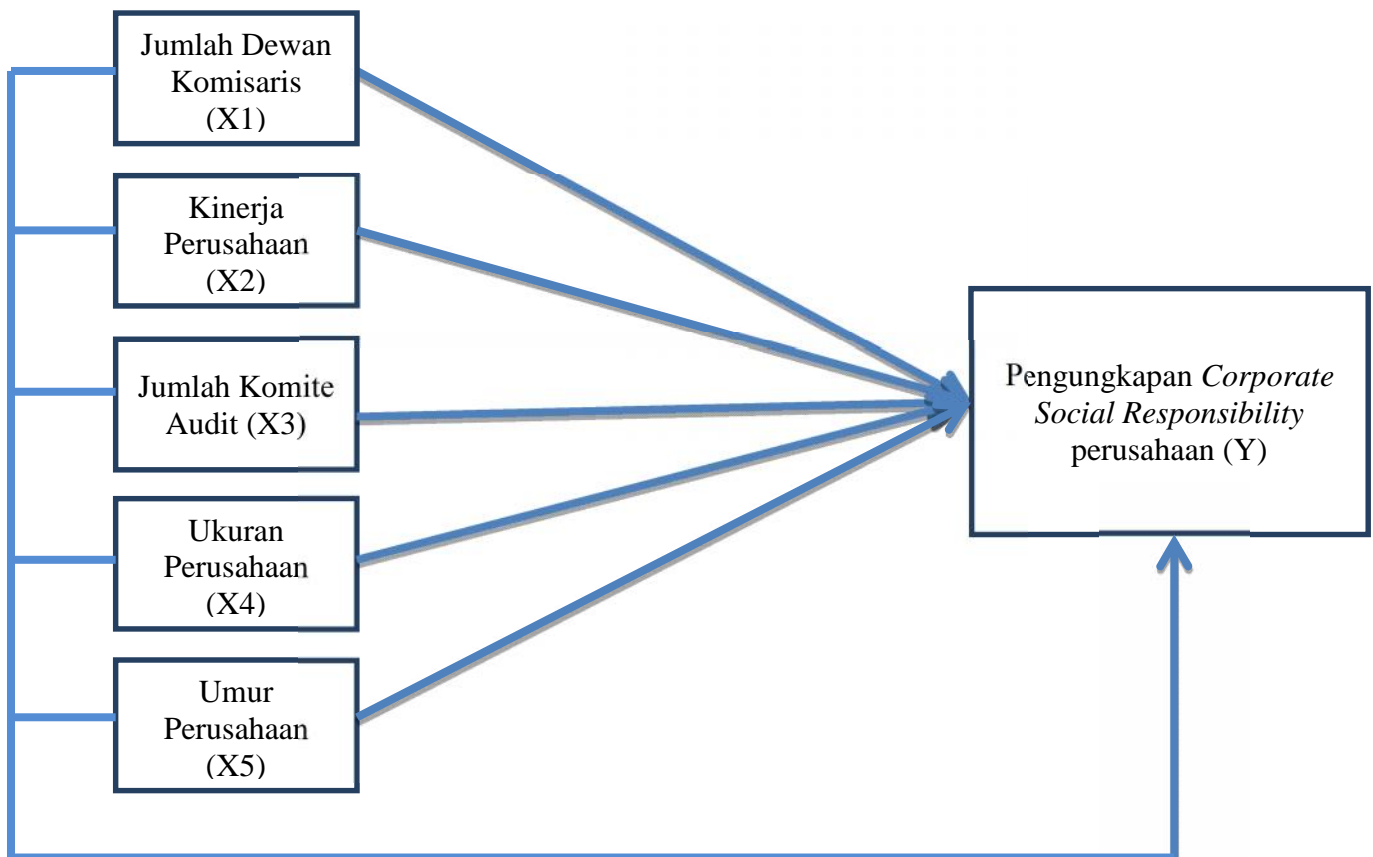 Jumlah Dewan
Komisaris
(X1)
Kinerja
Perusahaan
(X2)
Jumlah Komite
Audit (X3)
Ukuran
Perusahaan
(X4)
Umur
Perusahaan
(X5)
Pengungkapan Corporate
Social Responsibility
perusahaan (Y)